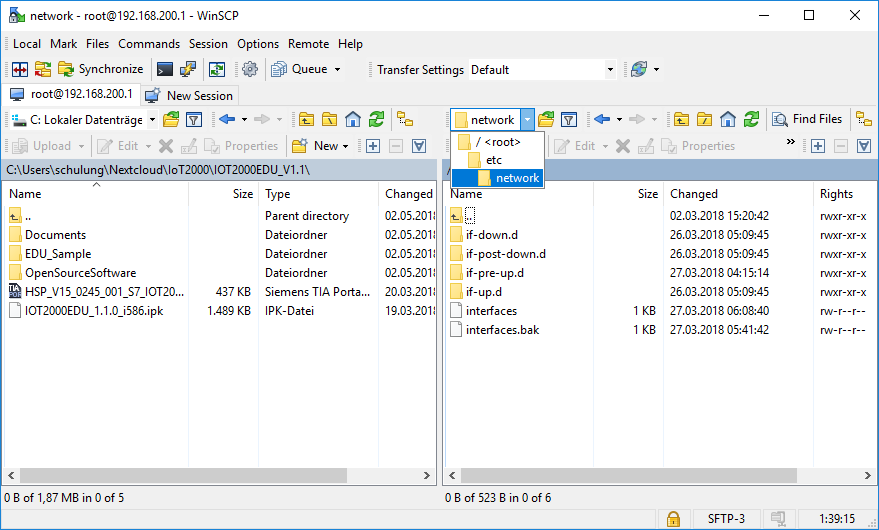 network - root@192.168.200.1 - WinSCP
Local Mark Files Commands Session Options Remote Help
Synchronize Queue Transfer Settings Default
root@192.168.200.1 New Session
C: Lokaler Datenträge
Upload Edit Properties New
C:\Users\schulung\Nextcloud\IoT2000\IOT2000EDU_V1.1\
Name Size Type Changed
.. Parent directory 02.05.2018
Documents Dateiordner 02.05.2018
EDU_Sample Dateiordner 02.05.2018
OpenSourceSoftware Dateiordner 02.05.2018
HSP_V15_0245_001_S7_IOT20... 437 KB Siemens TIA Porta... 20.03.2018
IOT2000EDU_1.1.0_i586.ipk 1.489 KB IPK-Datei 19.03.2018
0 B of 1,87 MB in 0 of 5
network Find Files
Edit Properties »
/ <root>
etc
network
/
Name Size Changed Rights
.. 02.03.2018 15:20:42 rwxr-xr-x
if-down.d 26.03.2018 05:09:45 rwxr-xr-x
if-post-down.d 26.03.2018 05:09:45 rwxr-xr-x
if-pre-up.d 27.03.2018 04:15:14 rwxr-xr-x
if-up.d 26.03.2018 05:09:45 rwxr-xr-x
interfaces 1 KB 27.03.2018 06:08:40 rw-r--r--
interfaces.bak 1 KB 27.03.2018 05:41:42 rw-r--r--
0 B of 523 B in 0 of 6
SFTP-3 1:39:15